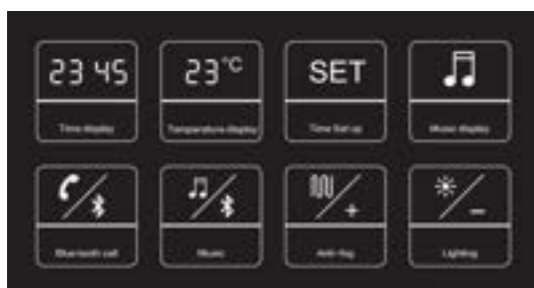 23 45
23°C
SET
Time display
Temperature display
Time Set up
Music display
+
−
Bluetooth call
Music
Anti-fog
Lighting